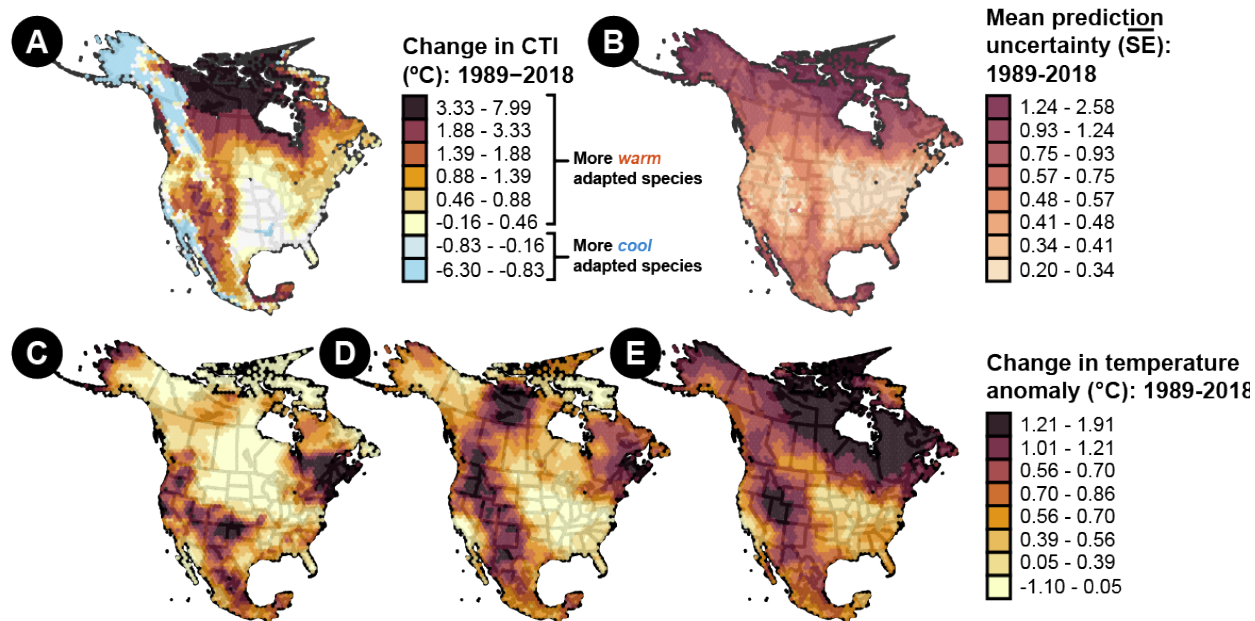 A
Change in CTI
(ºC): 1989−2018
3.33 - 7.99
1.88 - 3.33
1.39 - 1.88
0.88 - 1.39
0.46 - 0.88
-0.16 - 0.46
-0.83 - -0.16
-6.30 - -0.83
More warm
adapted species
More cool
adapted species
B
Mean prediction
uncertainty (SE):
1989-2018
1.24 - 2.58
0.93 - 1.24
0.75 - 0.93
0.57 - 0.75
0.48 - 0.57
0.41 - 0.48
0.34 - 0.41
0.20 - 0.34
C
D
E
Change in temperature
anomaly (°C): 1989-2018
1.21 - 1.91
1.01 - 1.21
0.56 - 0.70
0.70 - 0.86
0.56 - 0.70
0.39 - 0.56
0.05 - 0.39
-1.10 - 0.05